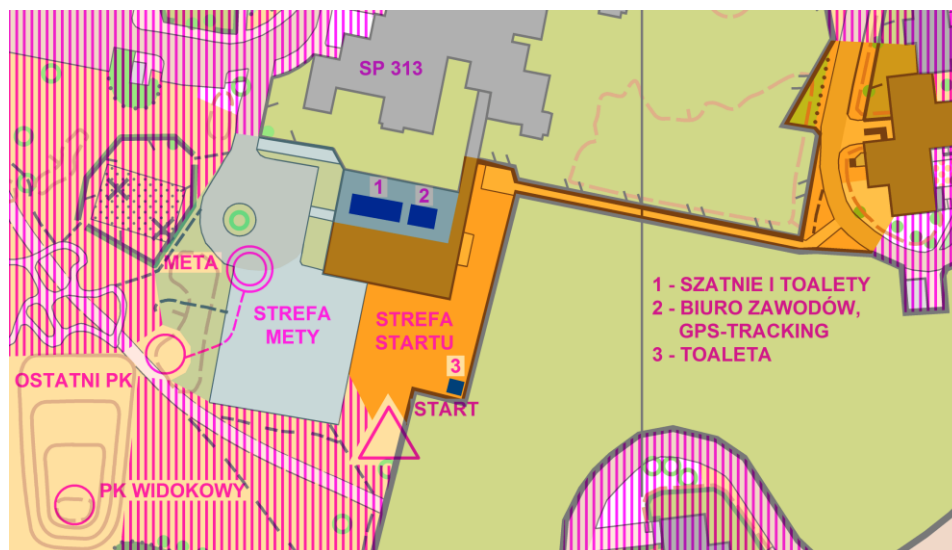 SP 313
1
2
META
STREFA
METY
STREFA
STARTU
1 - SZATNIE I TOALETY
2 - BIURO ZAWODÓW,
GPS-TRACKING
3 - TOALETA
3
OSTATNI PK
START
PK WIDOKOWY